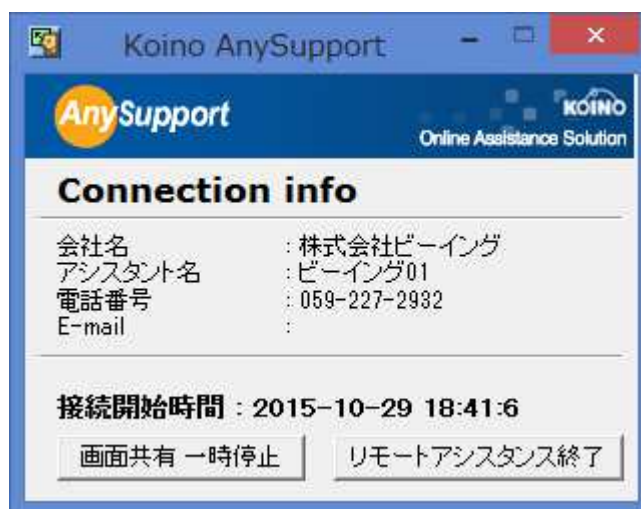 Koino AnySupport
AnySupport
KOINO
Online Assistance Solution
Connection info
会社名 : 株式会社ビーイング
アシスタント名 : ビーイング01
電話番号 : 059-227-2932
E-mail :
接続開始時間 : 2015-10-29 18:41:6
画面共有 一時停止 リモートアシスタンス終了